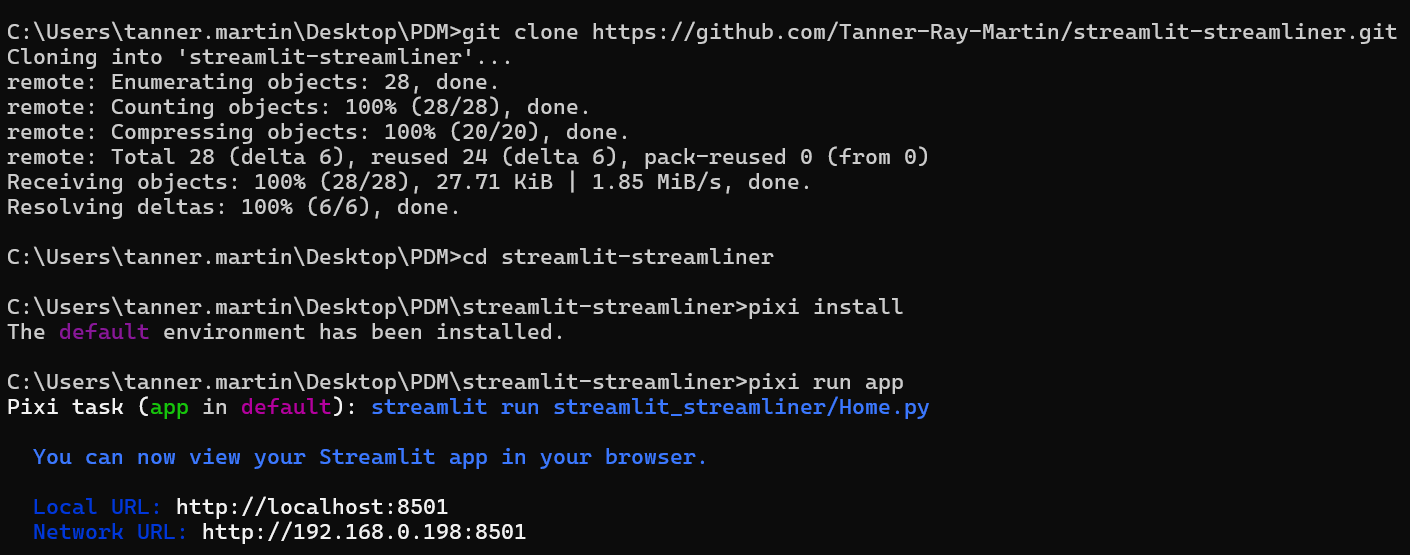 C:\Users\tanner.martin\Desktop\PDM>git clone https://github.com/Tanner-Ray-Martin/streamlit-streamliner.git
Cloning into 'streamlit-streamliner'...
remote: Enumerating objects: 28, done.
remote: Counting objects: 100% (28/28), done.
remote: Compressing objects: 100% (20/20), done.
remote: Total 28 (delta 6), reused 24 (delta 6), pack-reused 0 (from 0)
Receiving objects: 100% (28/28), 27.71 KiB | 1.85 MiB/s, done.
Resolving deltas: 100% (6/6), done.
C:\Users\tanner.martin\Desktop\PDM>cd streamlit-streamliner
C:\Users\tanner.martin\Desktop\PDM\streamlit-streamliner>pixi install
The default environment has been installed.
C:\Users\tanner.martin\Desktop\PDM\streamlit-streamliner>pixi run app
Pixi task (app in default): streamlit run streamlit_streamliner/Home.py
You can now view your Streamlit app in your browser.
Local URL: http://localhost:8501
Network URL: http://192.168.0.198:8501